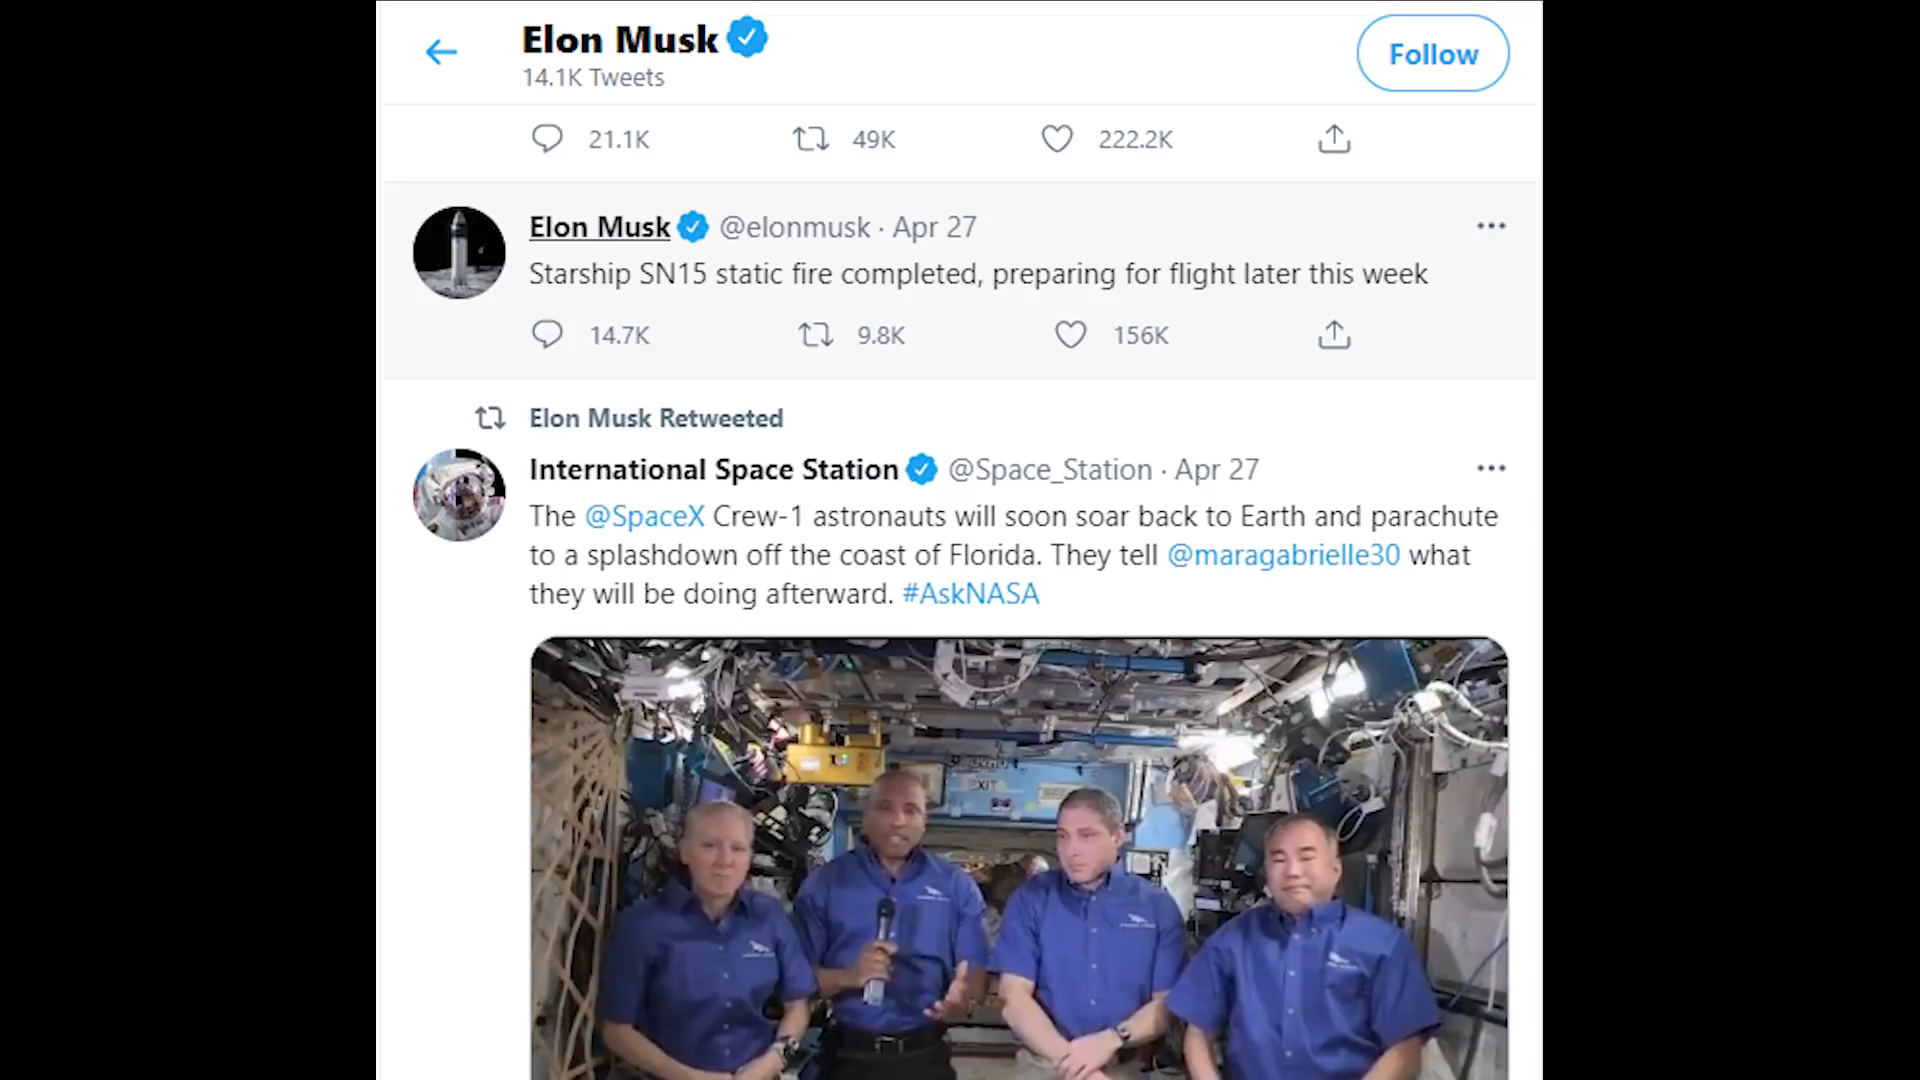 Elon Musk
Follow
14.1K Tweets
21.1K 49K 222.2K
Elon Musk @elonmusk · Apr 27
Starship SN15 static fire completed, preparing for flight later this week
14.7K 9.8K 156K
Elon Musk Retweeted
International Space Station @Space_Station · Apr 27
The @SpaceX Crew-1 astronauts will soon soar back to Earth and parachute
to a splashdown off the coast of Florida. They tell @maragabrielle30 what
they will be doing afterward. #AskNASA
EXIT